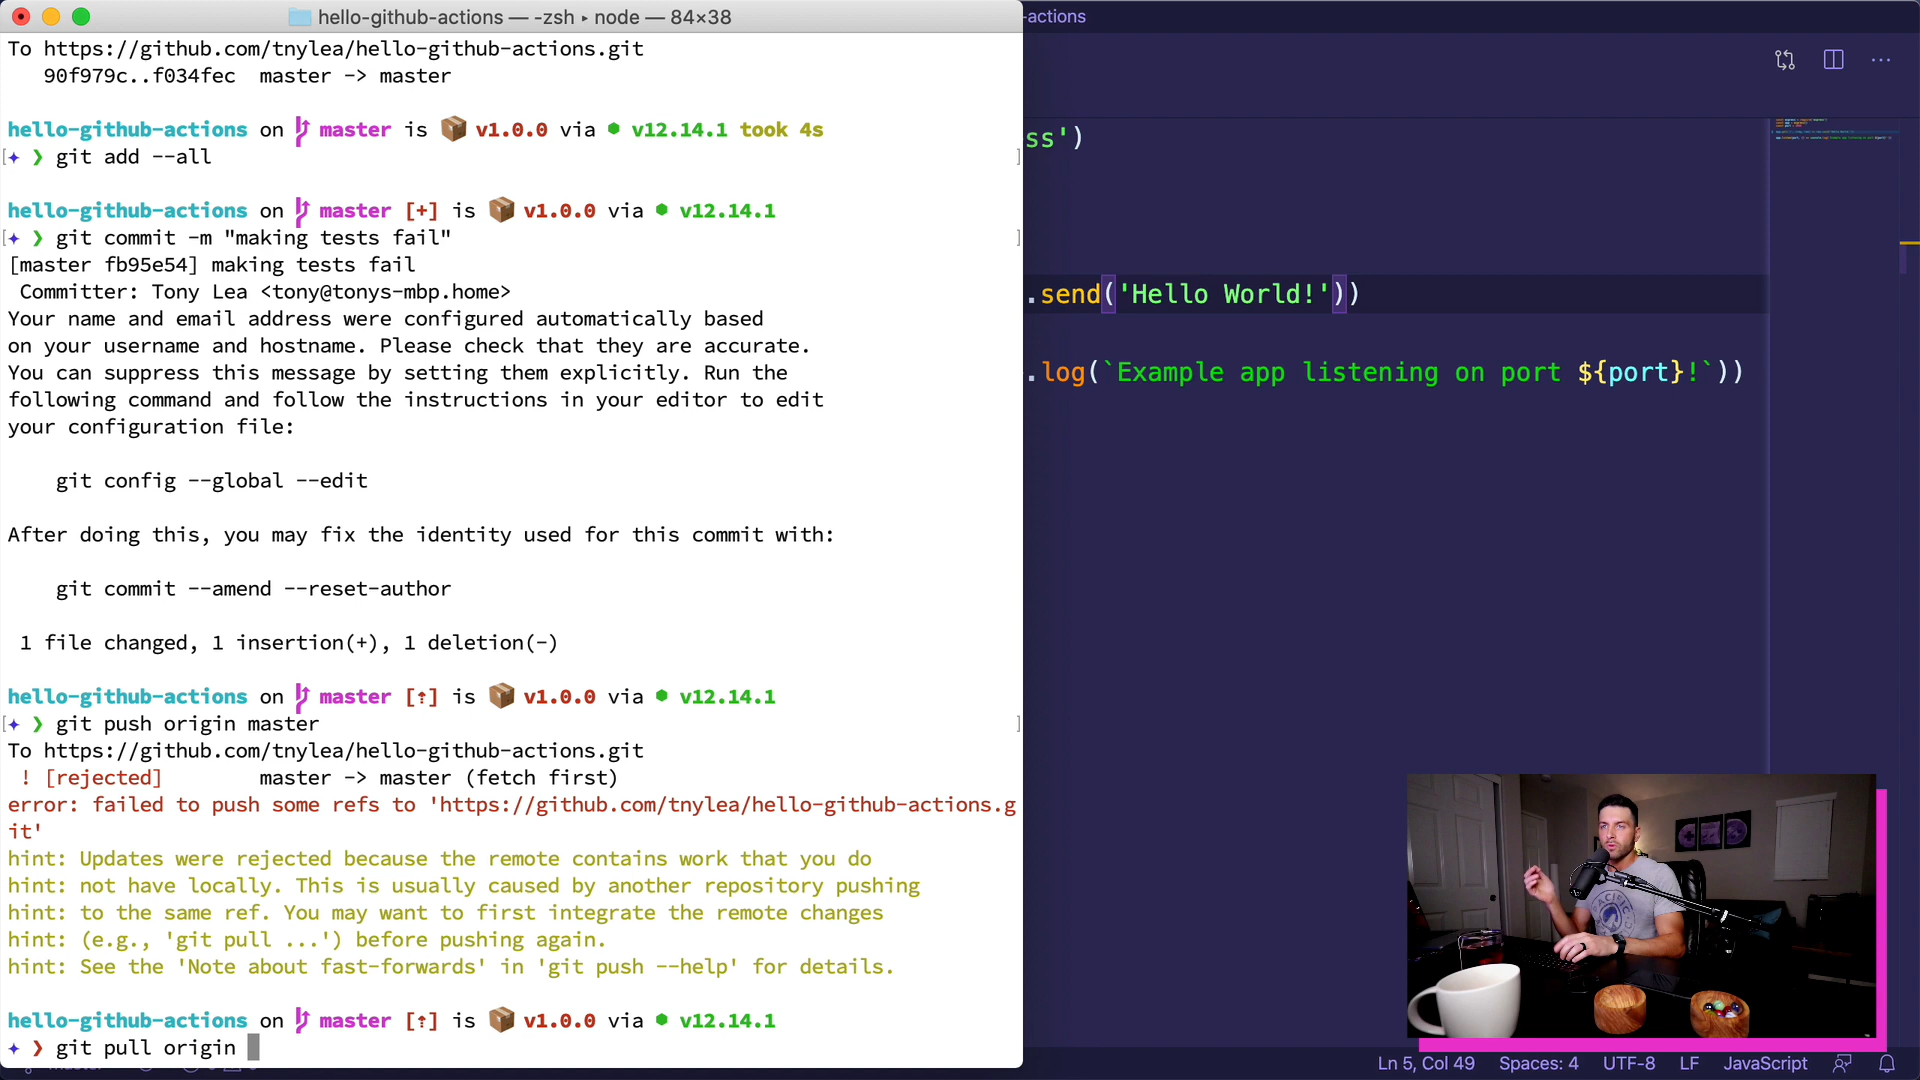 hello-github-actions — -zsh ▸ node — 84×38
-actions
To https://github.com/tnylea/hello-github-actions.git
90f979c..f034fec  master -> master
hello-github-actions on master is 📦 v1.0.0 via ⬢ v12.14.1 took 4s
[✦ ❯ git add --all ]
hello-github-actions on master [+] is 📦 v1.0.0 via ⬢ v12.14.1
[✦ ❯ git commit -m "making tests fail" ]
[master fb95e54] making tests fail
Committer: Tony Lea <tony@tonys-mbp.home>
Your name and email address were configured automatically based
on your username and hostname. Please check that they are accurate.
You can suppress this message by setting them explicitly. Run the
following command and follow the instructions in your editor to edit
your configuration file:
git config --global --edit
After doing this, you may fix the identity used for this commit with:
git commit --amend --reset-author
1 file changed, 1 insertion(+), 1 deletion(-)
hello-github-actions on master [⇡] is 📦 v1.0.0 via ⬢ v12.14.1
[✦ ❯ git push origin master ]
To https://github.com/tnylea/hello-github-actions.git
! [rejected]        master -> master (fetch first)
error: failed to push some refs to 'https://github.com/tnylea/hello-github-actions.g
it'
hint: Updates were rejected because the remote contains work that you do
hint: not have locally. This is usually caused by another repository pushing
hint: to the same ref. You may want to first integrate the remote changes
hint: (e.g., 'git pull ...') before pushing again.
hint: See the 'Note about fast-forwards' in 'git push --help' for details.
hello-github-actions on master [⇡] is 📦 v1.0.0 via ⬢ v12.14.1
✦ ❯ git pull origin
ss')
.send('Hello World!'))
.log(`Example app listening on port ${port}!`))
Ln 5, Col 49 Spaces: 4 UTF-8 LF JavaScript